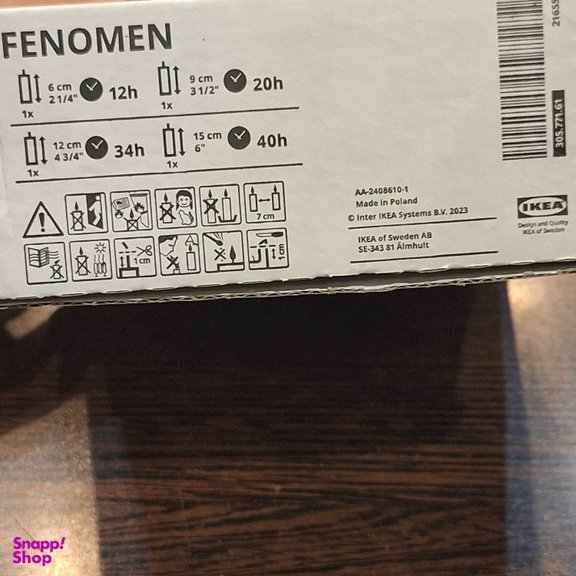 FENOMEN
6 cm
2 1/4"
12h
1x
9 cm
3 1/2"
20h
1x
12 cm
4 3/4"
34h
1x
15 cm
6"
40h
1x
7 cm
1 cm
AA-2408610-1
Made in Poland
© Inter IKEA Systems B.V. 2023
IKEA of Sweden AB
SE-343 81 Älmhult
305.771.61
IKEA
Design and Quality
IKEA of Sweden
Snapp!
Shop